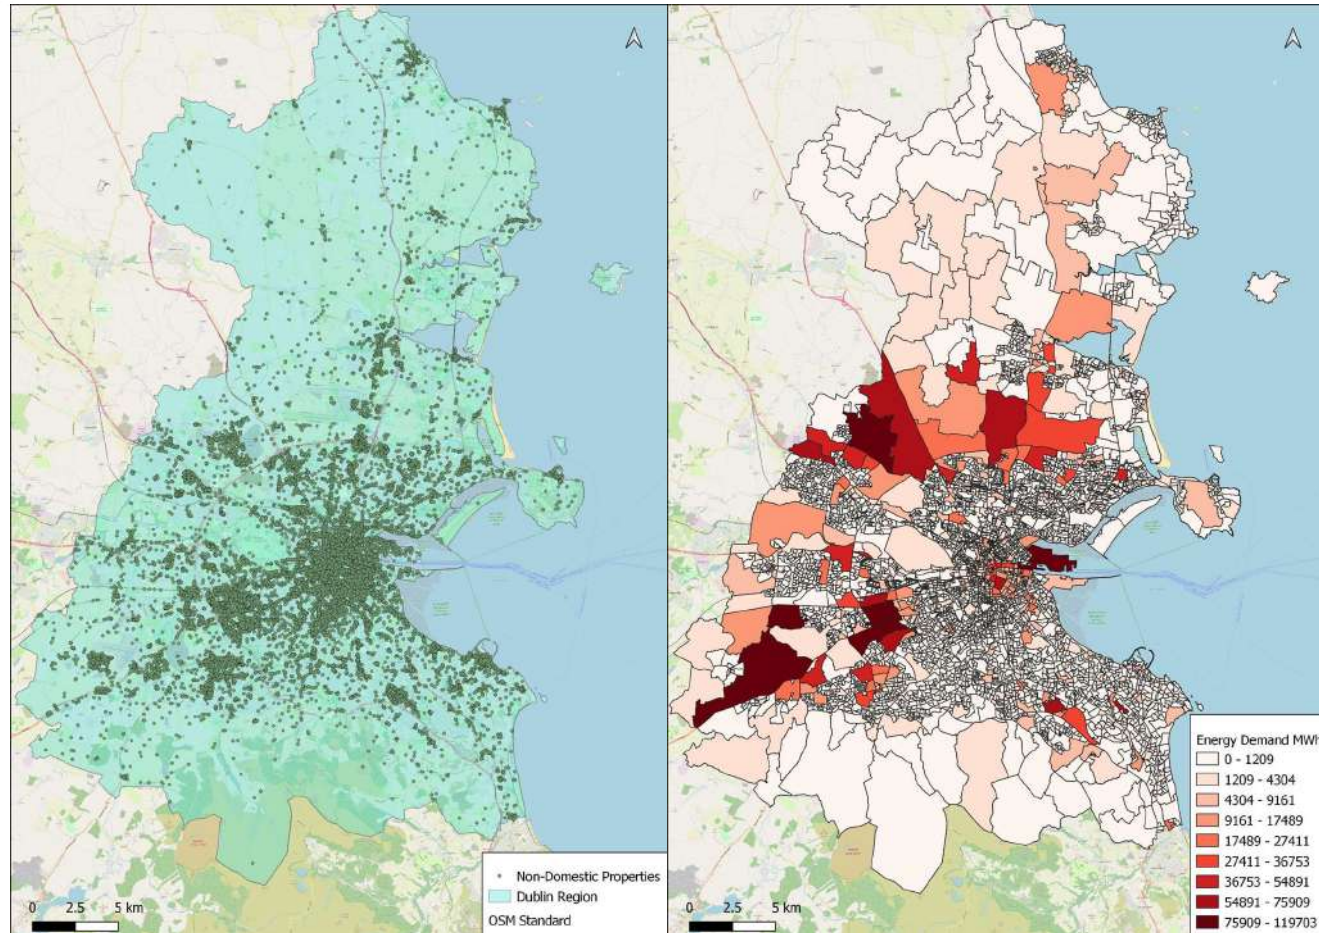 Non-Domestic Properties
Dublin Region
OSM Standard
0 2.5 5 km
Energy Demand MWh
0 - 1209
1209 - 4304
4304 - 9161
9161 - 17489
17489 - 27411
27411 - 36753
36753 - 54891
54891 - 75909
75909 - 119703
0 2.5 5 km